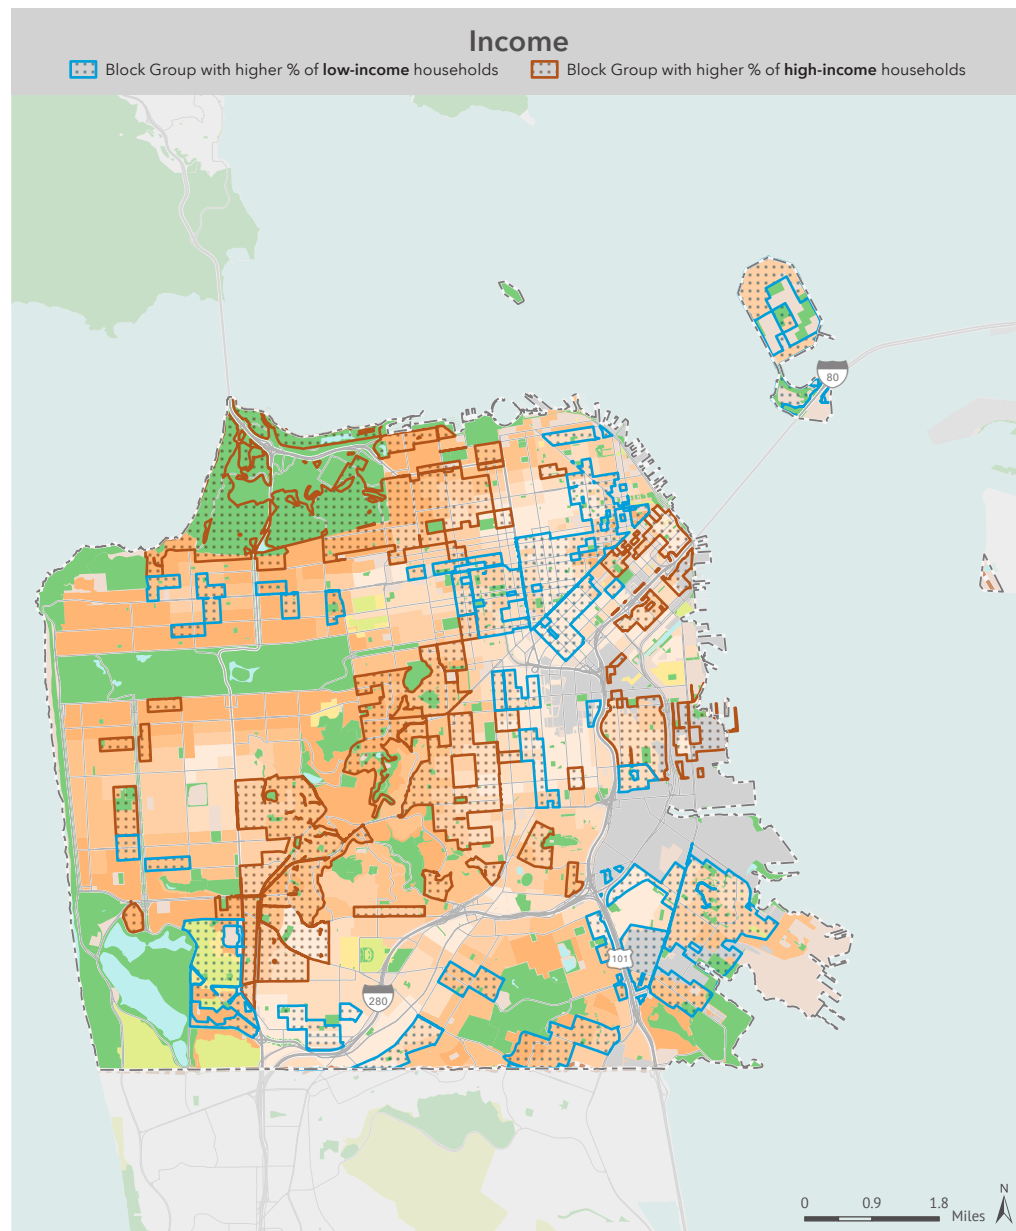 Income
Block Group with higher % of low-income households
Block Group with higher % of high-income households
80
101
280
0 0.9 1.8 Miles
N